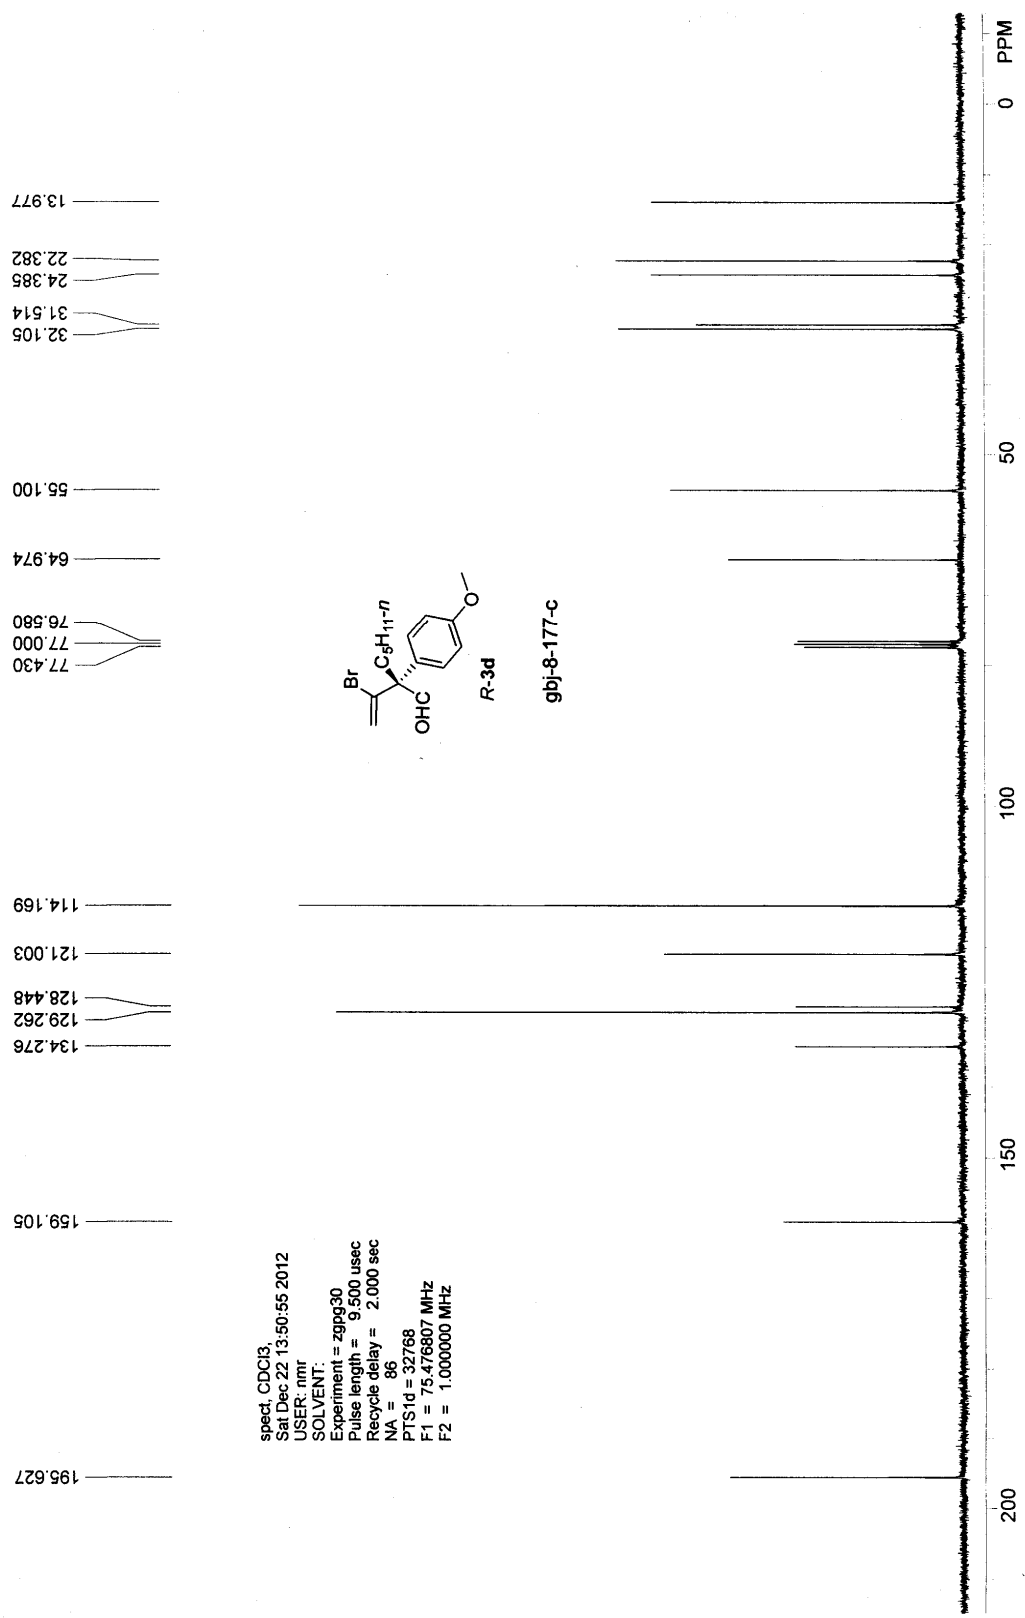 13.977
22.382
24.385
31.514
32.105
55.100
64.974
76.580
77.000
77.430
114.169
121.003
128.448
129.262
134.276
159.105
195.627
Br
C5H11-n
OHC
O
R-3d
gbj-8-177-c
spect, CDCl3,
Sat Dec 22 13:50:55 2012
USER: nmr
SOLVENT:
Experiment = zgpg30
Pulse length = 9.500 usec
Recycle delay = 2.000 sec
NA = 86
PTS1d = 32768
F1 = 75.476807 MHz
F2 = 1.000000 MHz
PPM
0
50
100
150
200